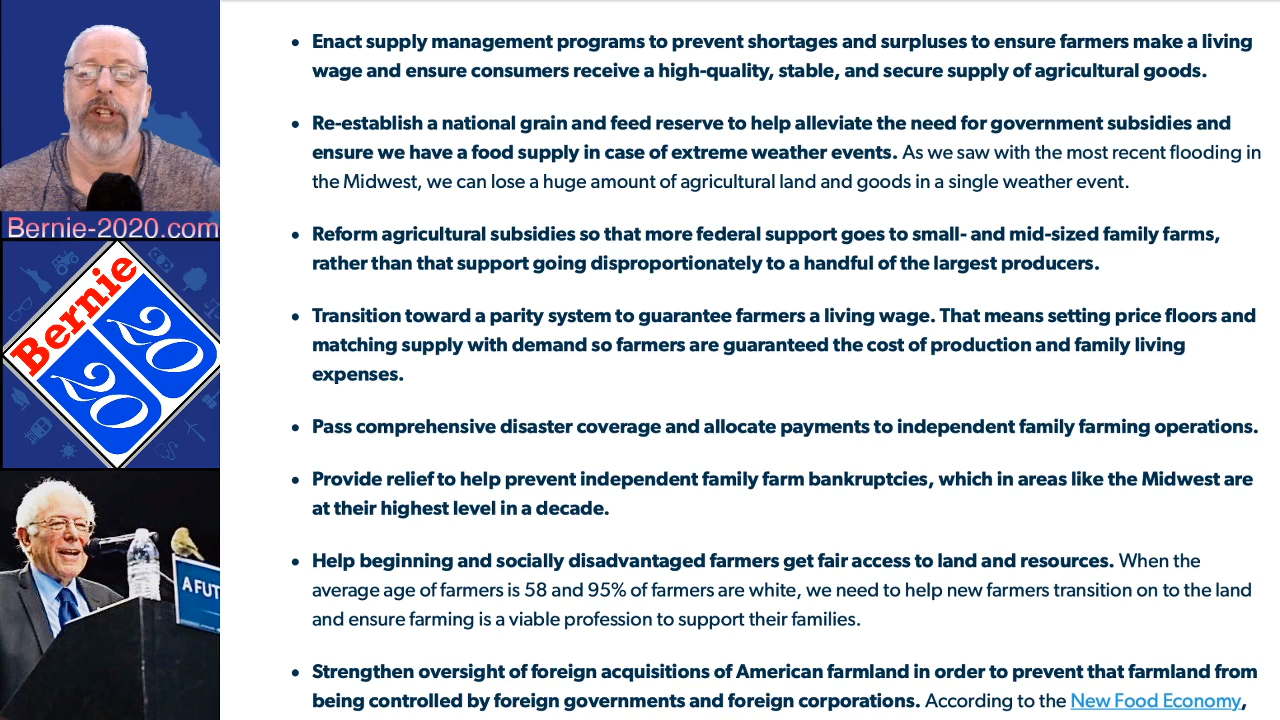 Bernie-2020.com
Bernie
20
20
A FUT
• Enact supply management programs to prevent shortages and surpluses to ensure farmers make a living
wage and ensure consumers receive a high-quality, stable, and secure supply of agricultural goods.
• Re-establish a national grain and feed reserve to help alleviate the need for government subsidies and
ensure we have a food supply in case of extreme weather events. As we saw with the most recent flooding in
the Midwest, we can lose a huge amount of agricultural land and goods in a single weather event.
• Reform agricultural subsidies so that more federal support goes to small- and mid-sized family farms,
rather than that support going disproportionately to a handful of the largest producers.
• Transition toward a parity system to guarantee farmers a living wage. That means setting price floors and
matching supply with demand so farmers are guaranteed the cost of production and family living
expenses.
• Pass comprehensive disaster coverage and allocate payments to independent family farming operations.
• Provide relief to help prevent independent family farm bankruptcies, which in areas like the Midwest are
at their highest level in a decade.
• Help beginning and socially disadvantaged farmers get fair access to land and resources. When the
average age of farmers is 58 and 95% of farmers are white, we need to help new farmers transition on to the land
and ensure farming is a viable profession to support their families.
• Strengthen oversight of foreign acquisitions of American farmland in order to prevent that farmland from
being controlled by foreign governments and foreign corporations. According to the New Food Economy,